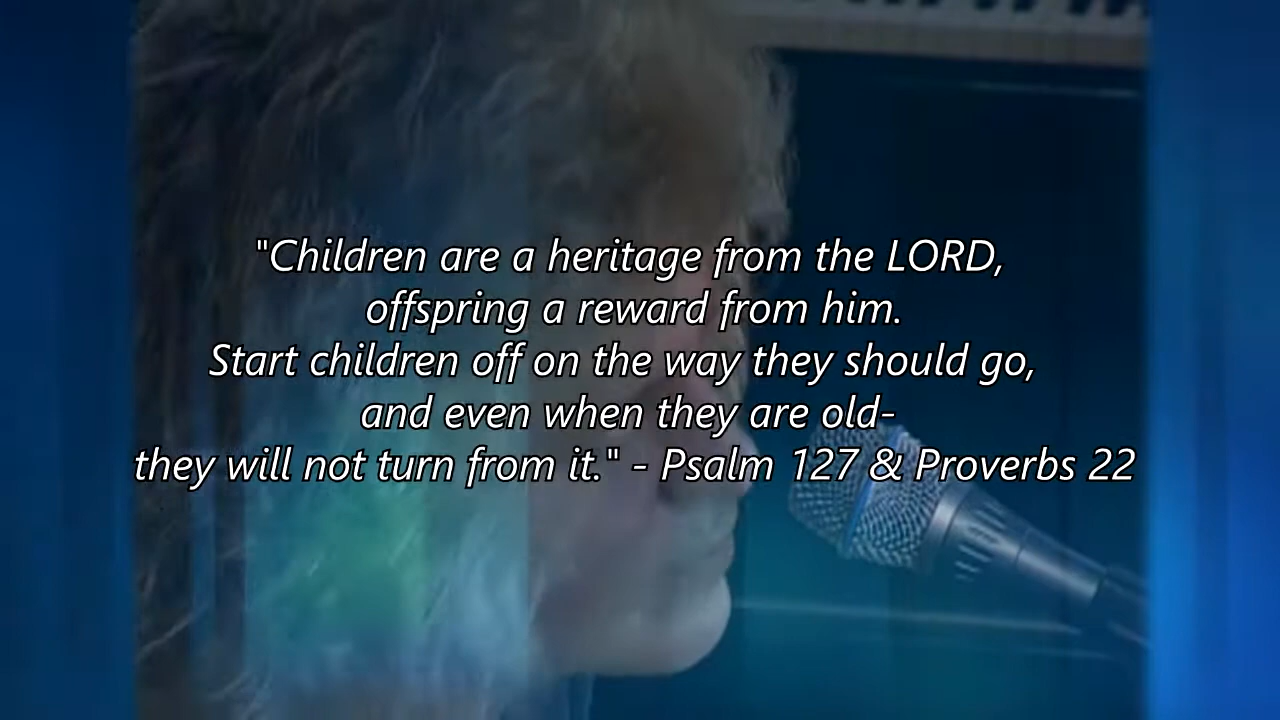 "Children are a heritage from the LORD,
offspring a reward from him.
Start children off on the way they should go,
and even when they are old-
they will not turn from it." - Psalm 127 & Proverbs 22